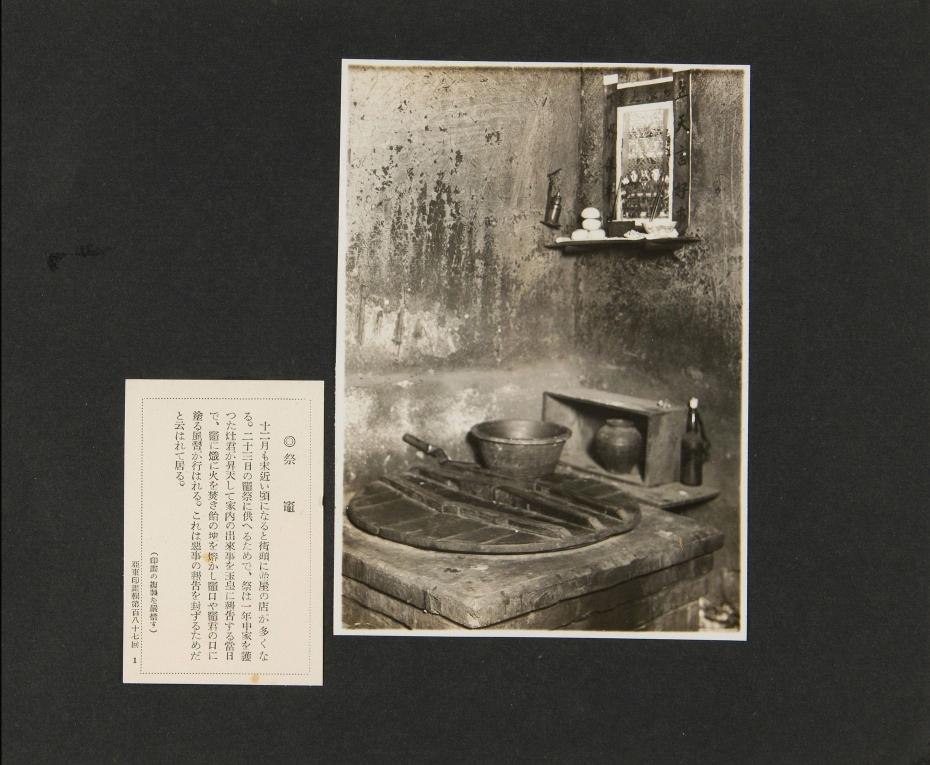 ◎祭竈
十二月も末近い頃になると街頭に飴屋の店が多くな
る。二十三日の竈祭に供へるためで、祭は一年中家を護
つた灶君が昇天して家内の出來事を玉皇に報告する當日
で、竈に熾に火を焚き飴の塊を熔かし竈口や竈君の口に
塗る風習が行はれる。これは惡事の報告を封ずるためだ
と云はれて居る。
(印畫の複製を嚴禁す)
亞東印畫輯第百八十七回 1